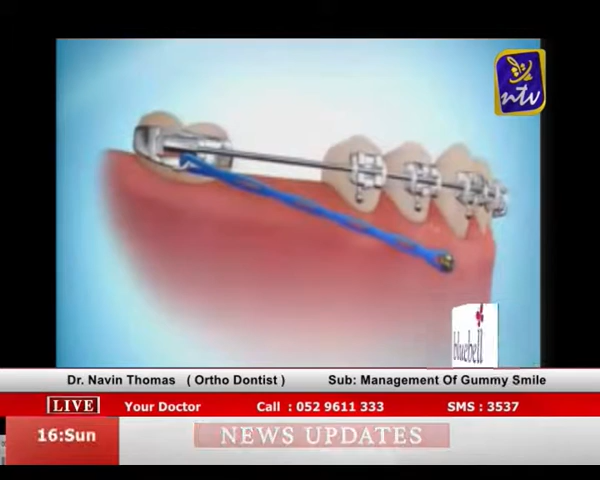 ntv
bluebell
Dr. Navin Thomas ( Ortho Dontist ) Sub: Management Of Gummy Smile
LIVE Your Doctor Call : 052 9611 333 SMS : 3537
16:Sun NEWS UPDATES